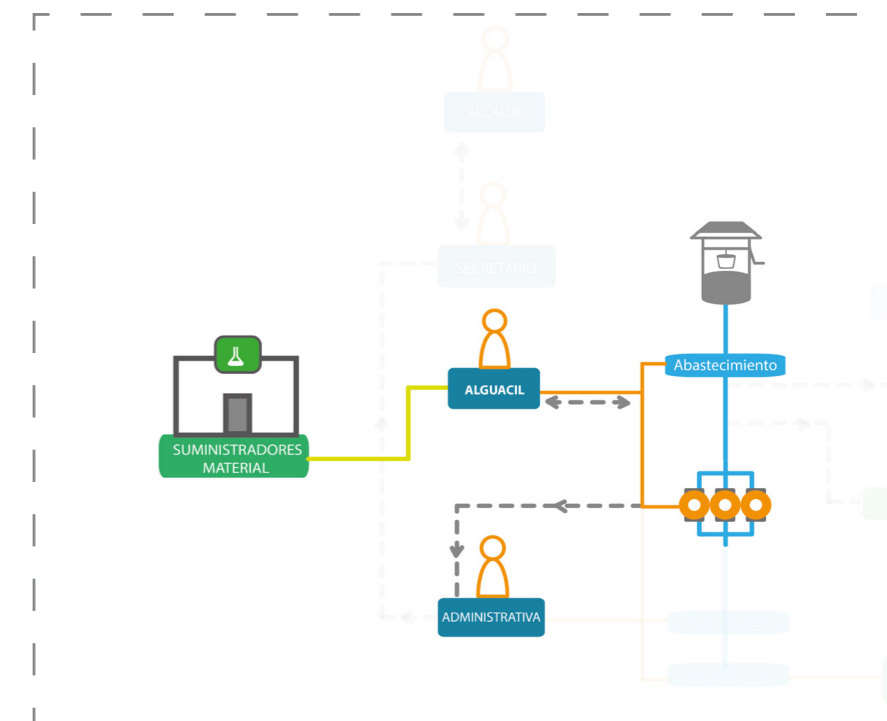 ALCALDE
SECRETARIO
Abastecimiento
ALGUACIL
SUMINISTRADORES
MATERIAL
ADMINISTRATIVA